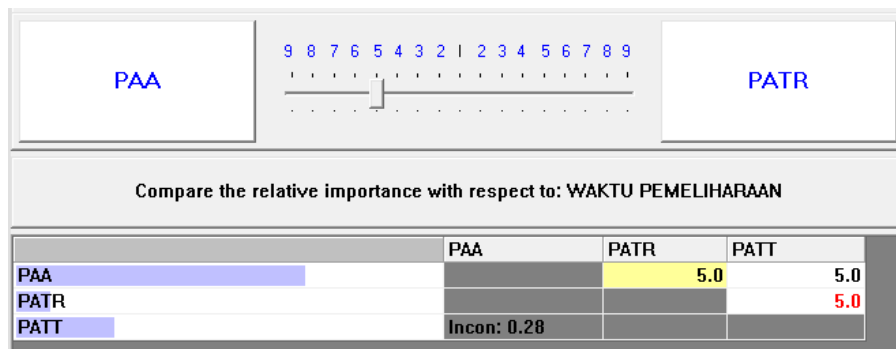 PAA
9 8 7 6 5 4 3 2 1 2 3 4 5 6 7 8 9
PATR
Compare the relative importance with respect to: WAKTU PEMELIHARAAN
PAA PATR PATT
PAA 5.0 5.0
PATR 5.0
PATT Incon: 0.28